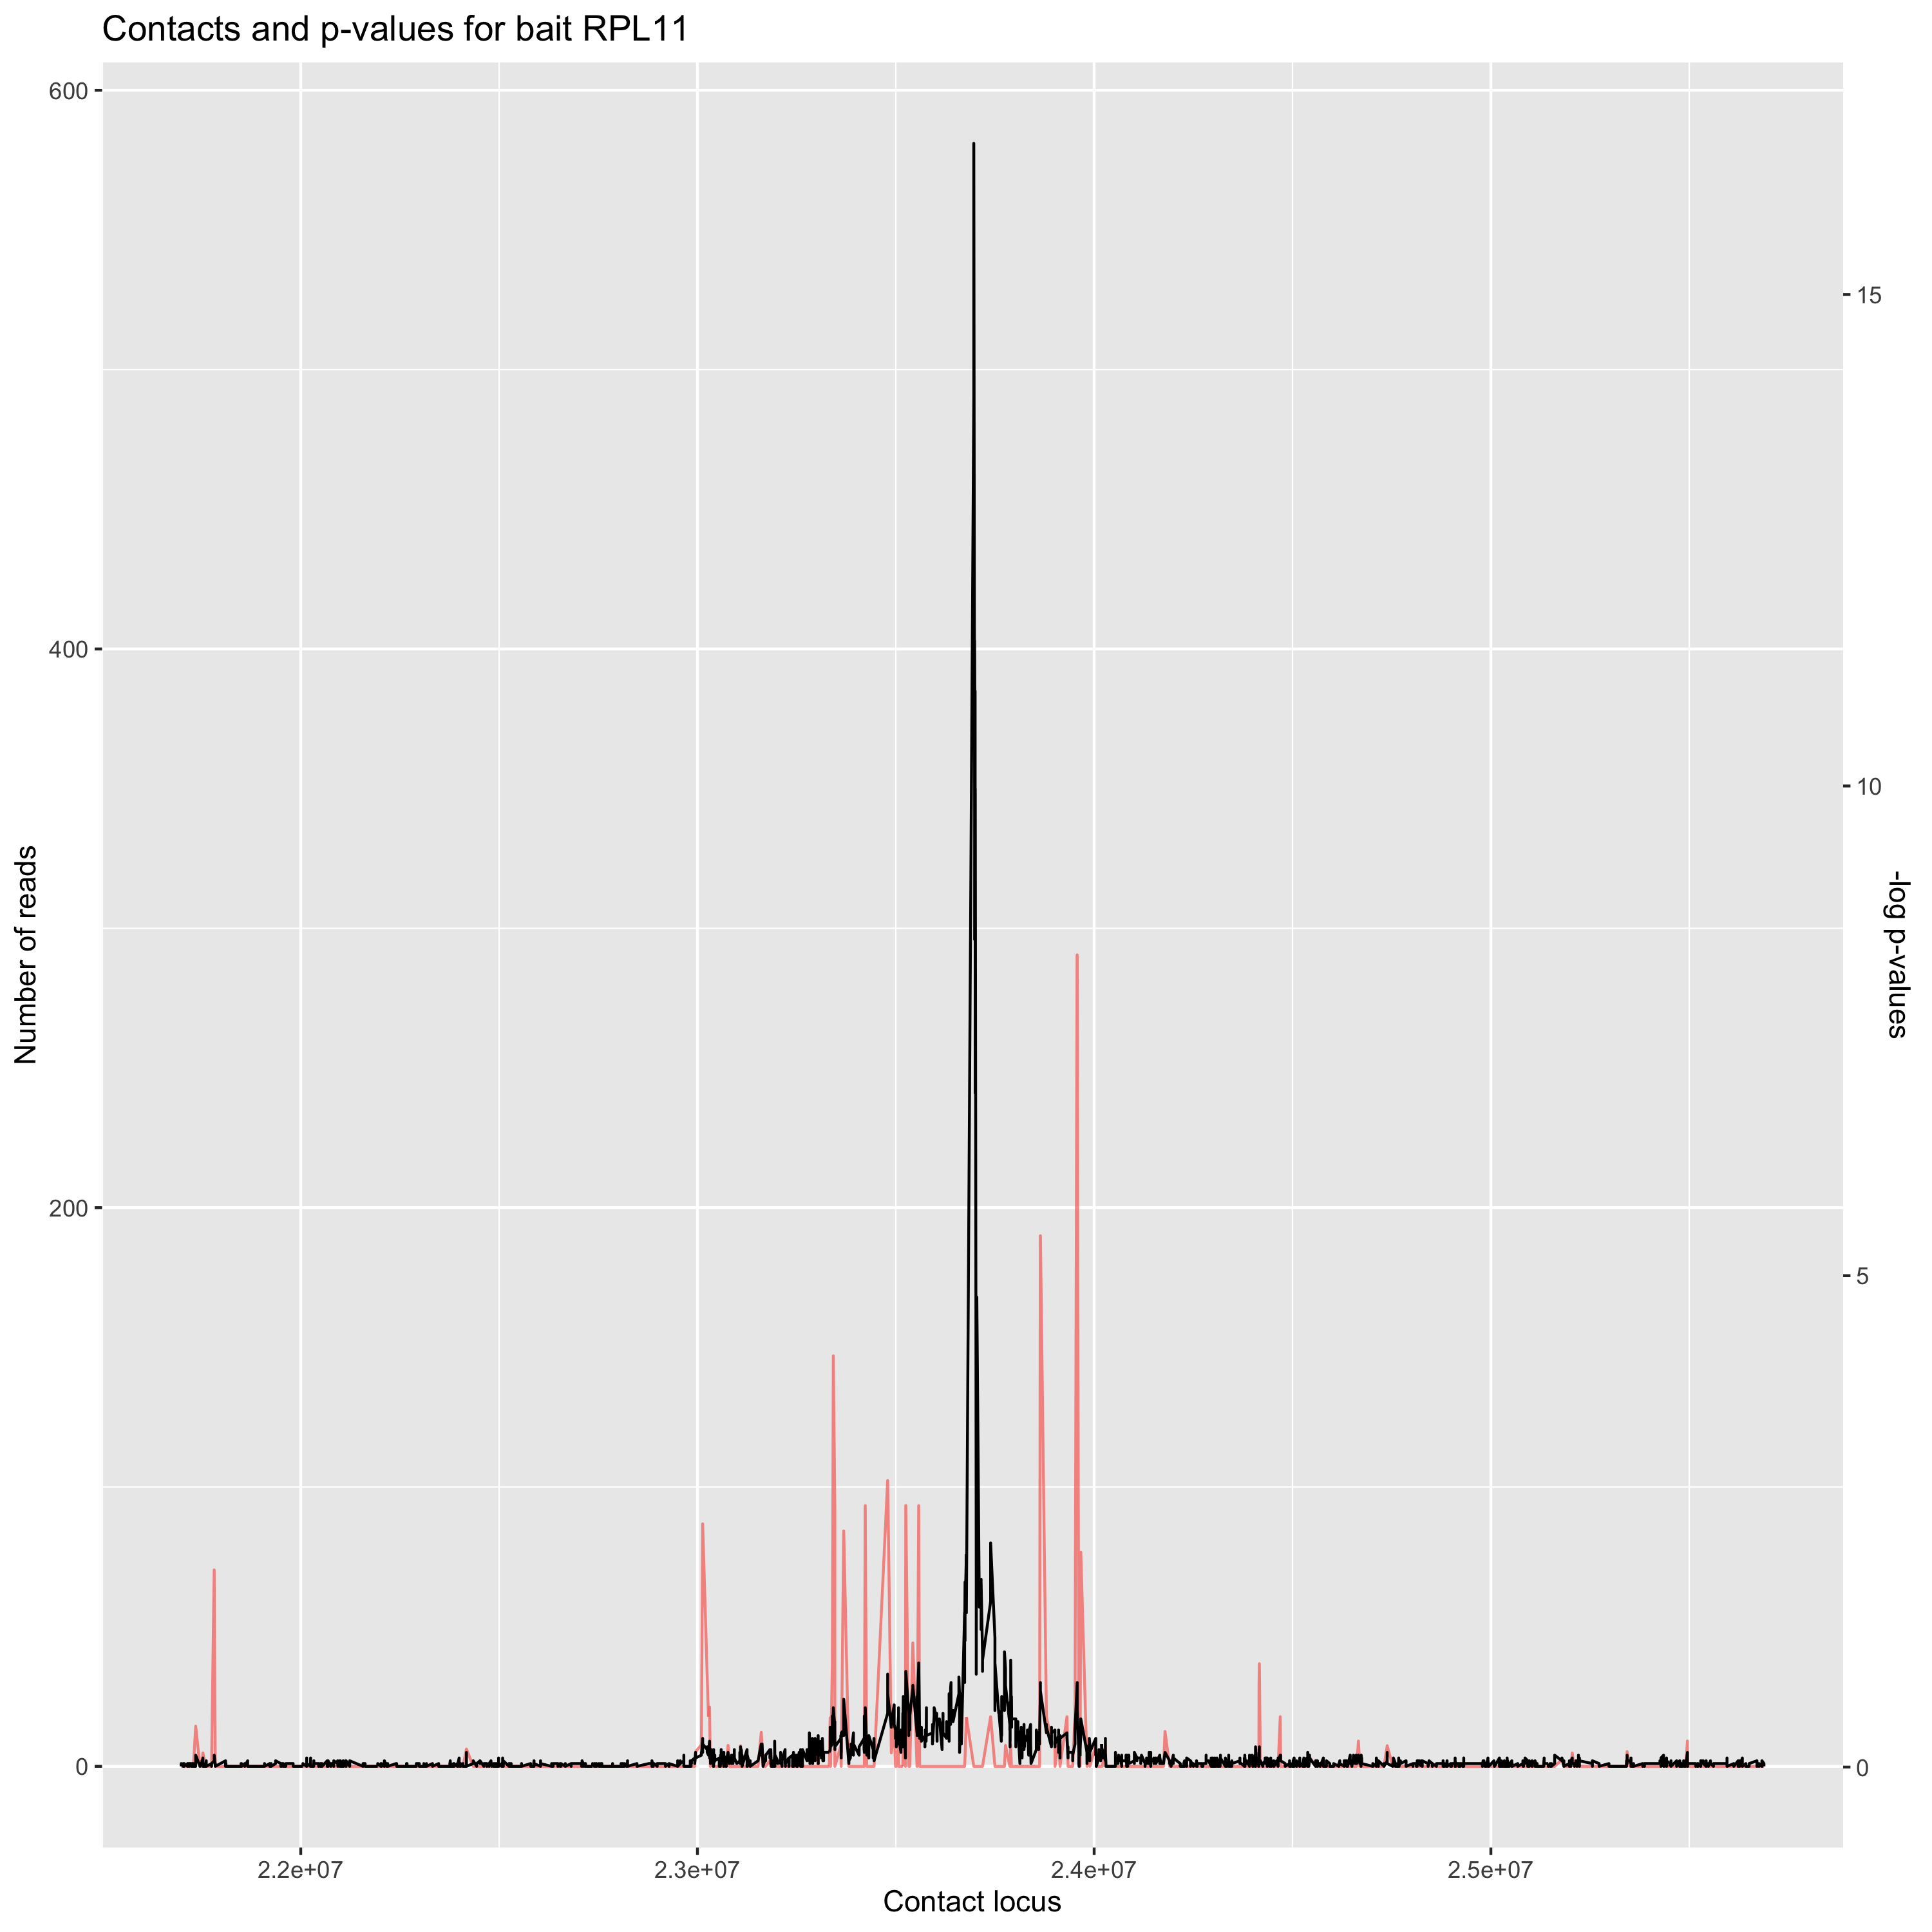 Contacts and p-values for bait RPL11
600
400
200
0
Number of reads
15
10
5
0
-log p-values
2.2e+07 2.3e+07 2.4e+07 2.5e+07
Contact locus